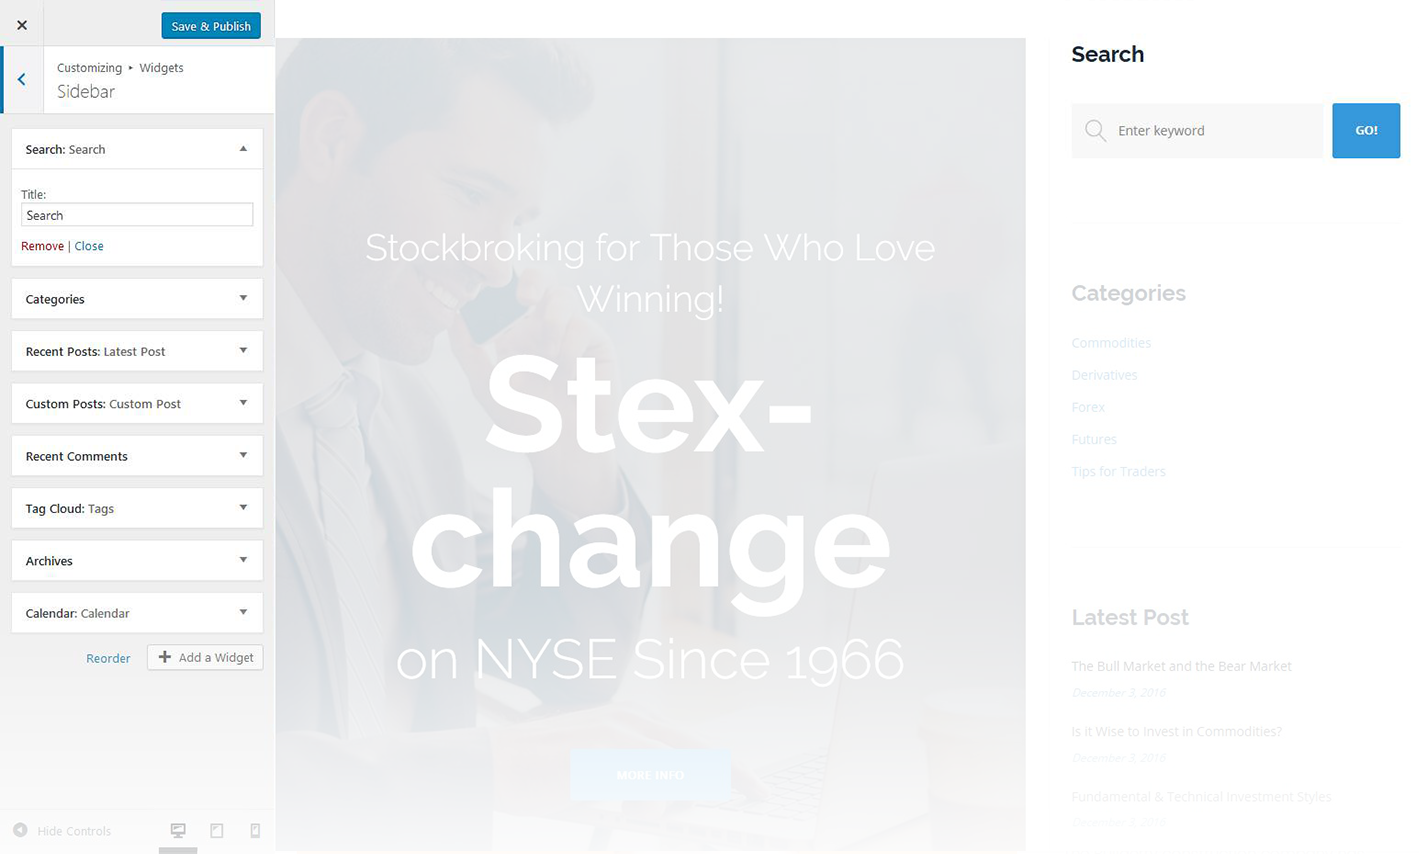 Save & Publish
Customizing ▸ Widgets
Sidebar
Search: Search
Title:
Search
Remove | Close
Categories
Recent Posts: Latest Post
Custom Posts: Custom Post
Recent Comments
Tag Cloud: Tags
Archives
Calendar: Calendar
Reorder
Add a Widget
Hide Controls
Stockbroking for Those Who Love
Winning!
Stex-
change
on NYSE Since 1966
MORE INFO
Search
Enter keyword
GO!
Categories
Commodities
Derivatives
Forex
Futures
Tips for Traders
Latest Post
The Bull Market and the Bear Market
December 3, 2016
Is It Wise to Invest in Commodities?
December 3, 2016
Fundamental & Technical Investment Styles
December 3, 2016